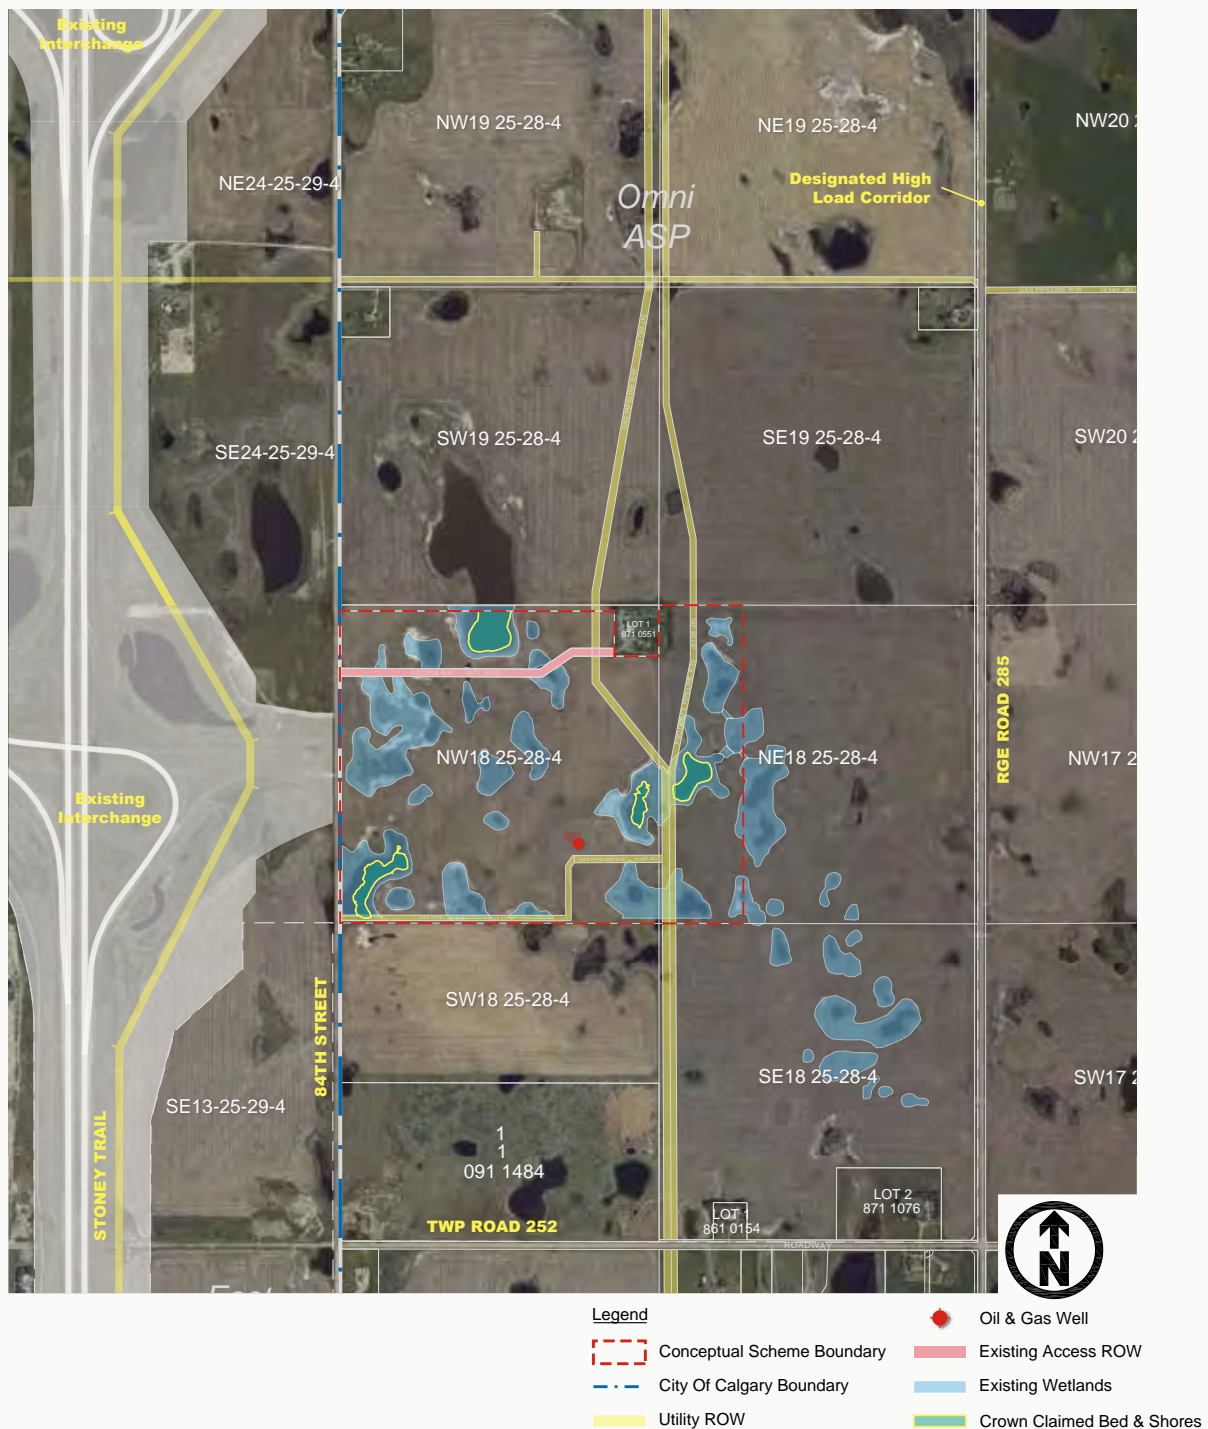 Existing
Interchange
NW19 25-28-4
NE19 25-28-4
NW20
NE24-25-29-4
Designated High
Load Corridor
Omni
ASP
GAS PIPELINE R/W
SE24-25-29-4
SW19 25-28-4
SE19 25-28-4
SW20 2
LOT 1
871 0551
RGE ROAD 285
NW18 25-28-4
NE18 25-28-4
NW17 2
Existing
Interchange
SW18 25-28-4
84TH STREET
SE18 25-28-4
SW17 2
SE13-25-29-4
STONEY TRAIL
1
1
091 1484
LOT 2
871 1076
LOT 1
861 0154
TWP ROAD 252
ROADWAY
N
Legend
Conceptual Scheme Boundary
City Of Calgary Boundary
Utility ROW
Oil & Gas Well
Existing Access ROW
Existing Wetlands
Crown Claimed Bed & Shores